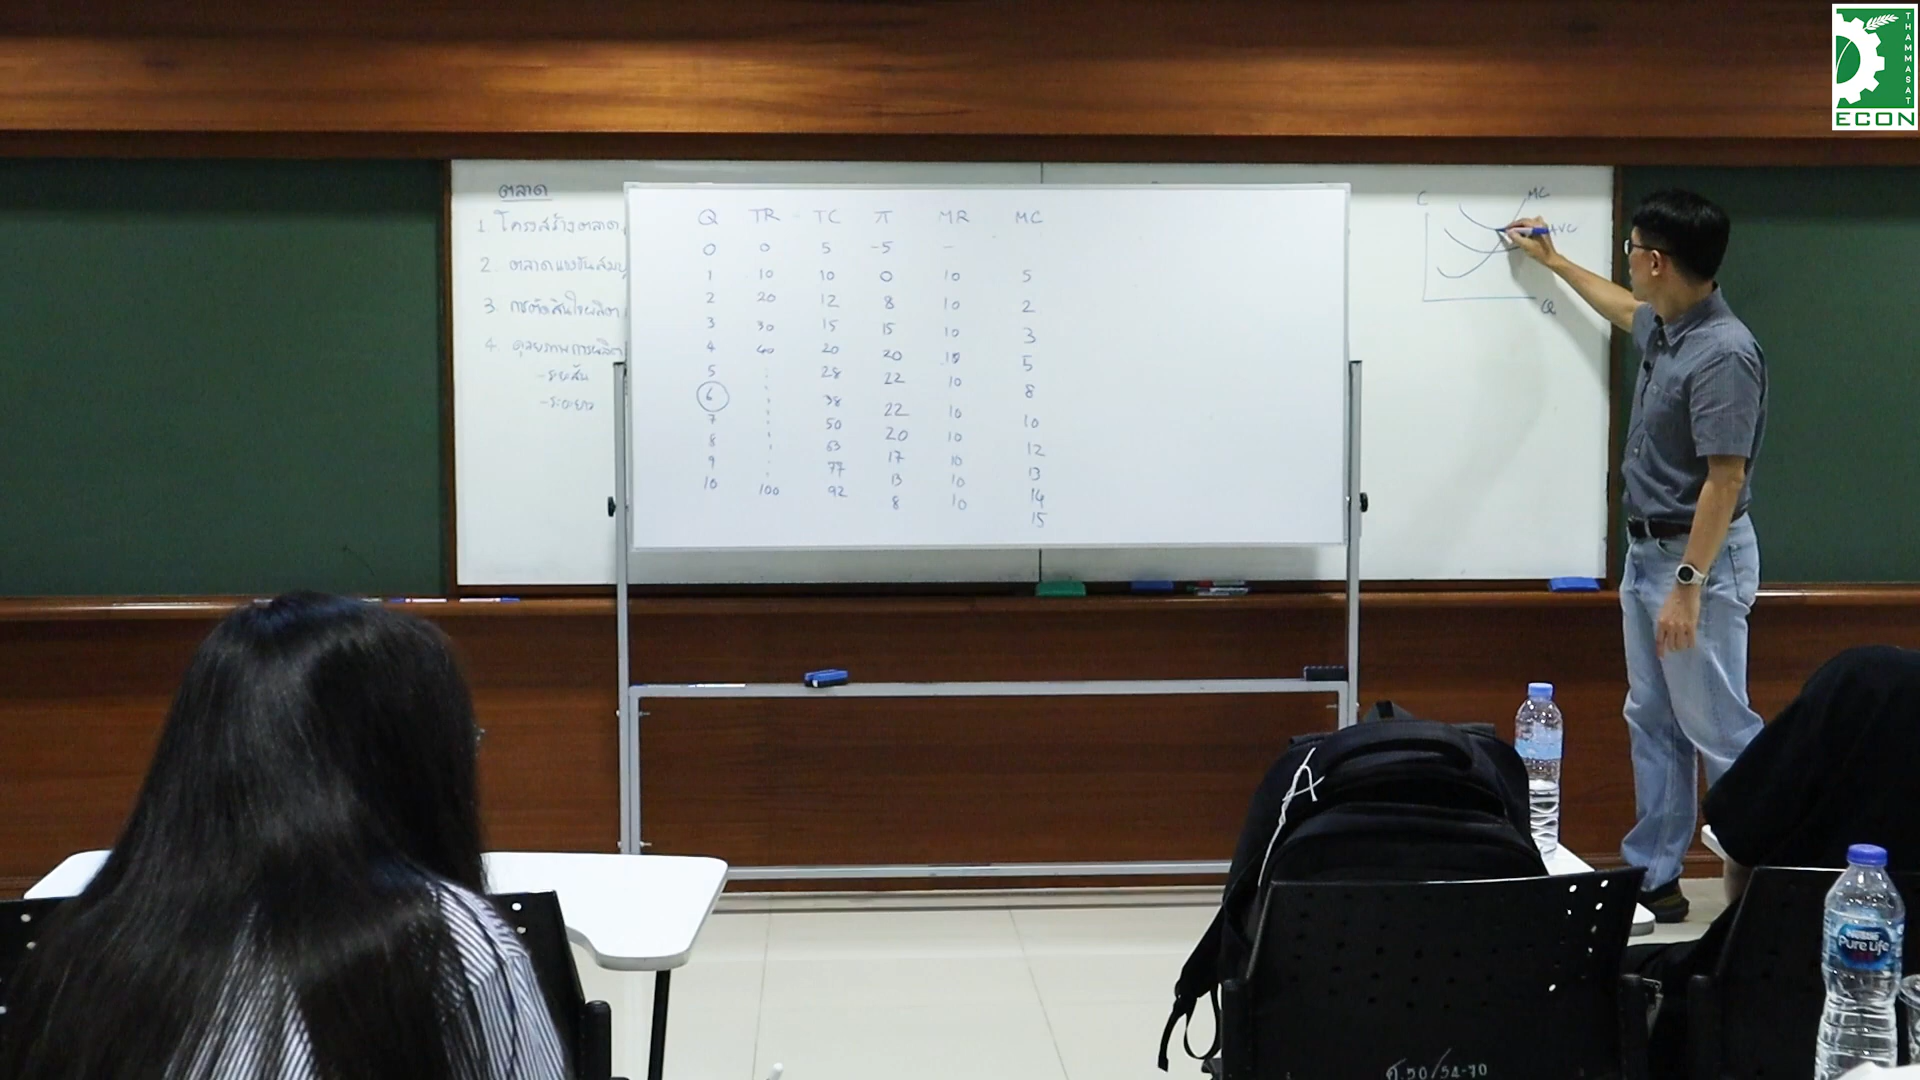 ตลาด
1. โครงสร้างตลาด
2. ตลาดแข่งขันสมบู
3. การตัดสินใจผลิต
4. ดุลยภาพการผลิต
- ระยะสั้น
- ระยะยาว
Q TR TC π MR MC
0 0 5 -5 -
1 10 10 0 10 5
2 20 12 8 10 2
3 30 15 15 10 3
4 40 20 20 10 5
5 28 22 10 8
6 38 22 10 10
7 50 20 10 12
8 63 17 10 13
9 77 13 10 14
10 100 92 8 10 15
C
MC
AVC
Q
THAMMASAT
ECON
Nestlé
Pure Life
.50/54-70